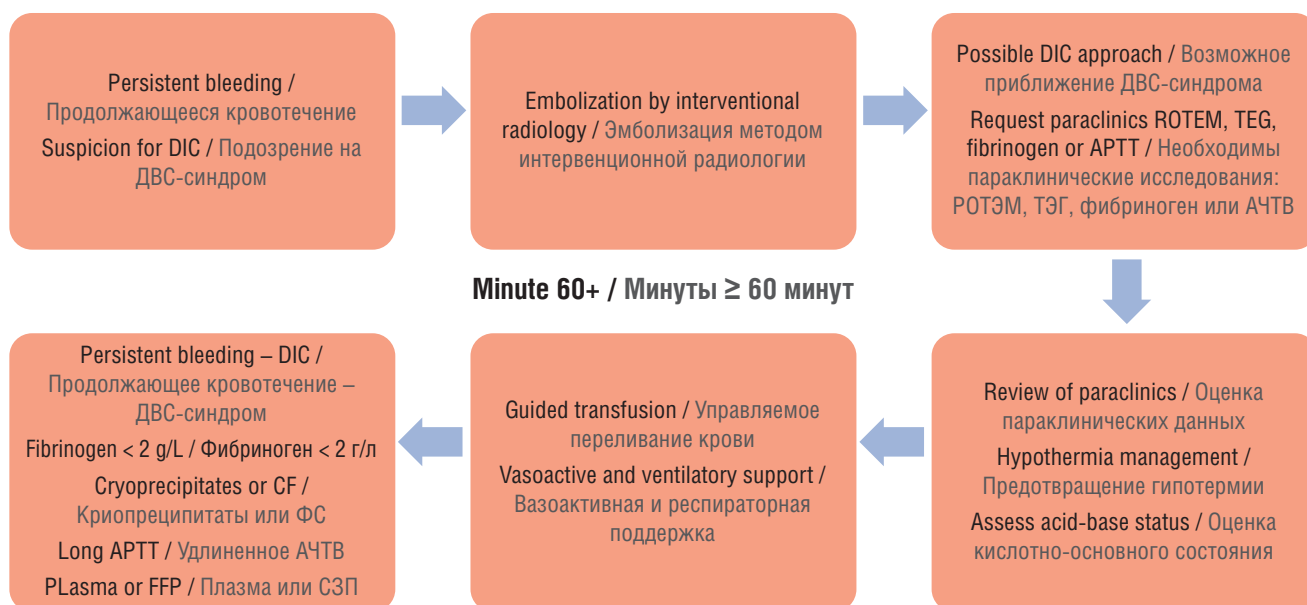 Persistent bleeding /
Продолжающееся кровотечение
Suspicion for DIC / Подозрение на
ДВС-синдром
Embolization by interventional
radiology / Эмболизация методом
интервенционной радиологии
Possible DIC approach / Возможное
приближение ДВС-синдрома
Request paraclinics ROTEM, TEG,
fibrinogen or APTT / Необходимы
параклинические исследования:
РОТЭМ, ТЭГ, фибриноген или АЧТВ
Minute 60+ / Минуты ≥ 60 минут
Persistent bleeding – DIC /
Продолжающее кровотечение –
ДВС-синдром
Fibrinogen < 2 g/L / Фибриноген < 2 г/л
Cryoprecipitates or CF /
Криопреципитаты или ФС
Long APTT / Удлиненное АЧТВ
PLasma or FFP / Плазма или СЗП
Guided transfusion / Управляемое
переливание крови
Vasoactive and ventilatory support /
Вазоактивная и респираторная
поддержка
Review of paraclinics / Оценка
параклинических данных
Hypothermia management /
Предотвращение гипотермии
Assess acid-base status / Оценка
кислотно-основного состояния